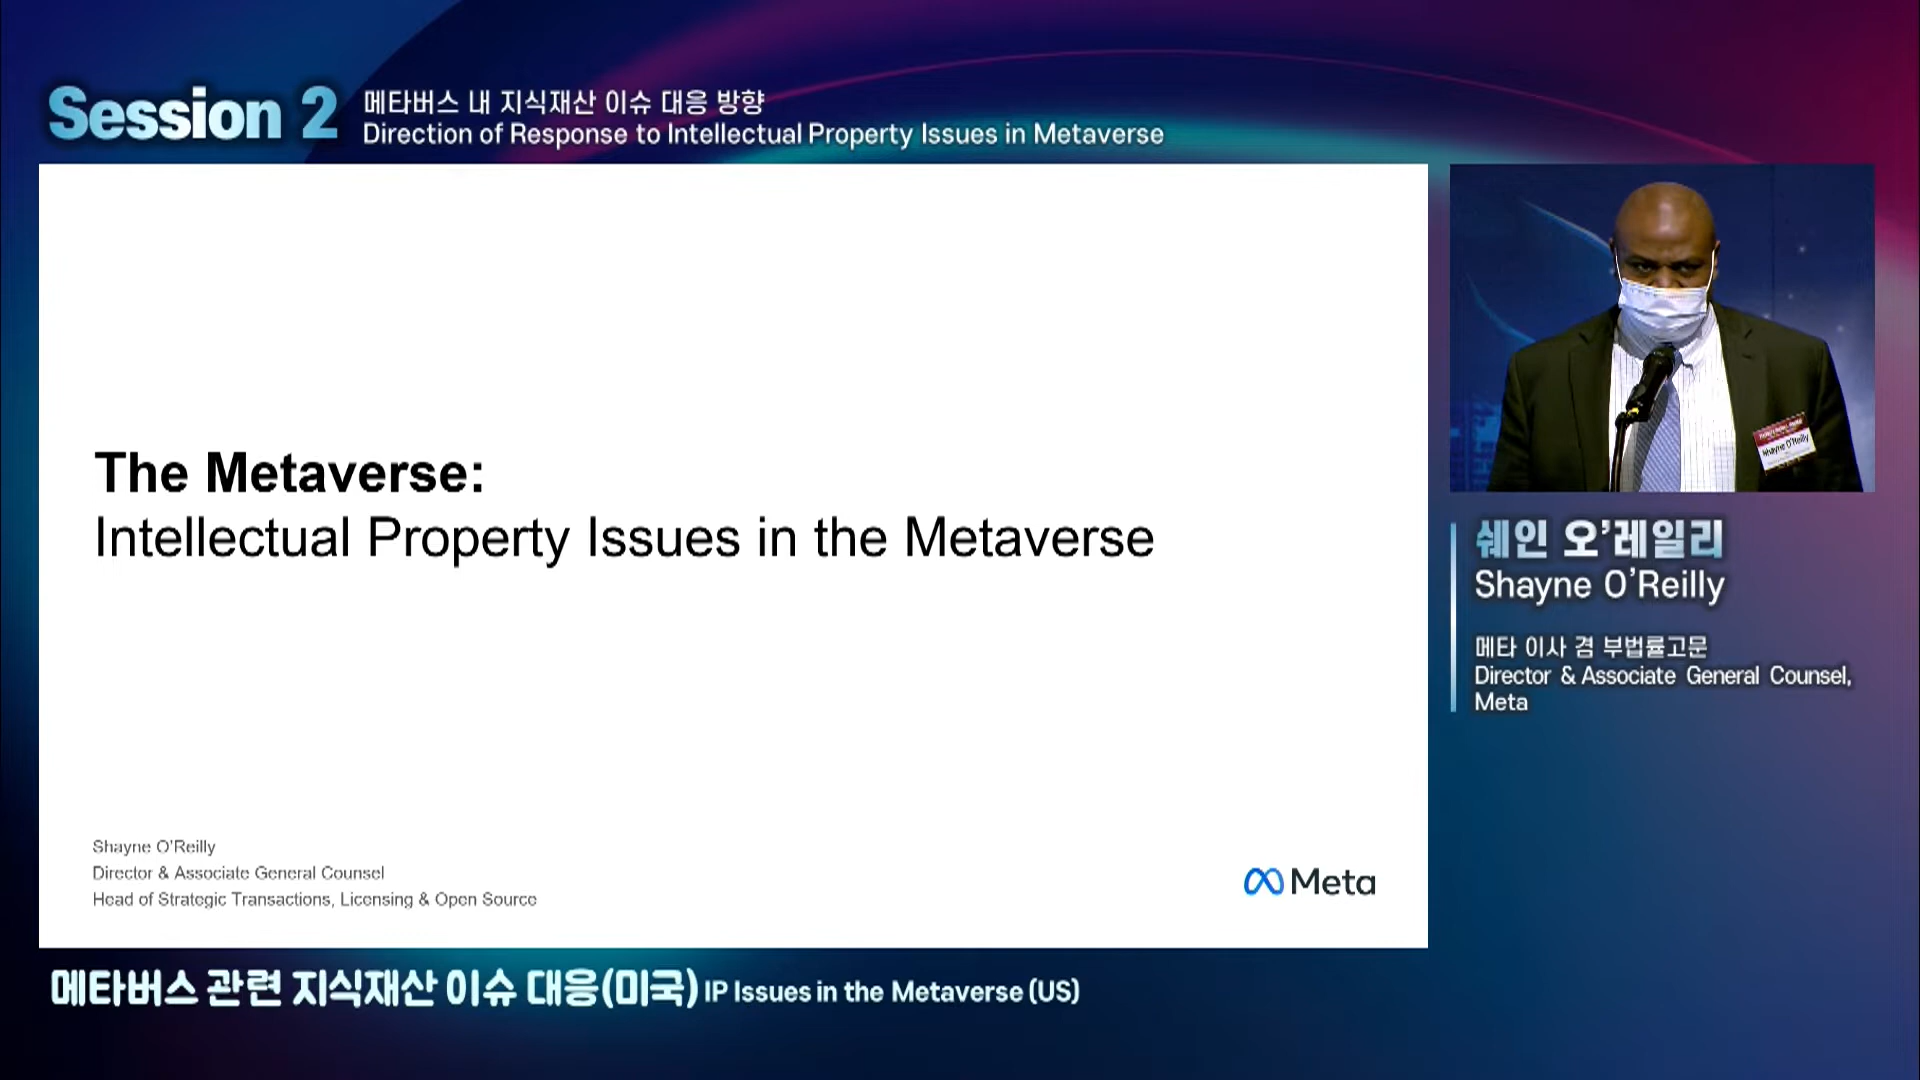 Session 2
메타버스 내 지식재산 이슈 대응 방향
Direction of Response to Intellectual Property Issues in Metaverse
The Metaverse:
Intellectual Property Issues in the Metaverse
Shayne O'Reilly
Director & Associate General Counsel
Head of Strategic Transactions, Licensing & Open Source
Meta
Shayne O'Reilly
쉐인 오’레일리
Shayne O’Reilly
메타 이사 겸 부법률고문
Director & Associate General Counsel,
Meta
메타버스 관련 지식재산 이슈 대응(미국) IP Issues in the Metaverse (US)